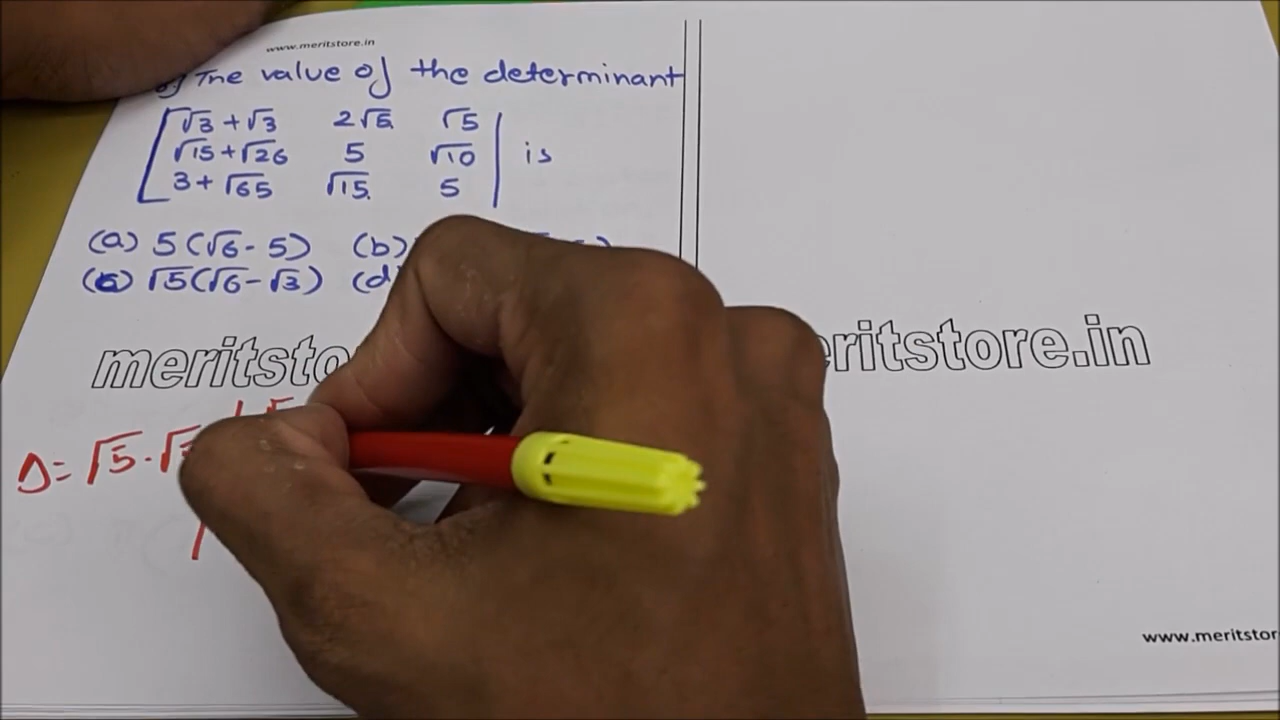 www.meritstore.in
The value of the determinant
√3 + √3 2√5 √5
√15 + √26 5 √10 is
3 + √65 √15 5
(a) 5(√6 - 5) (b)
(c) √5(√6 - √3) (d
meritsto
ritstore.in
D = √5 . √
www.meritstor